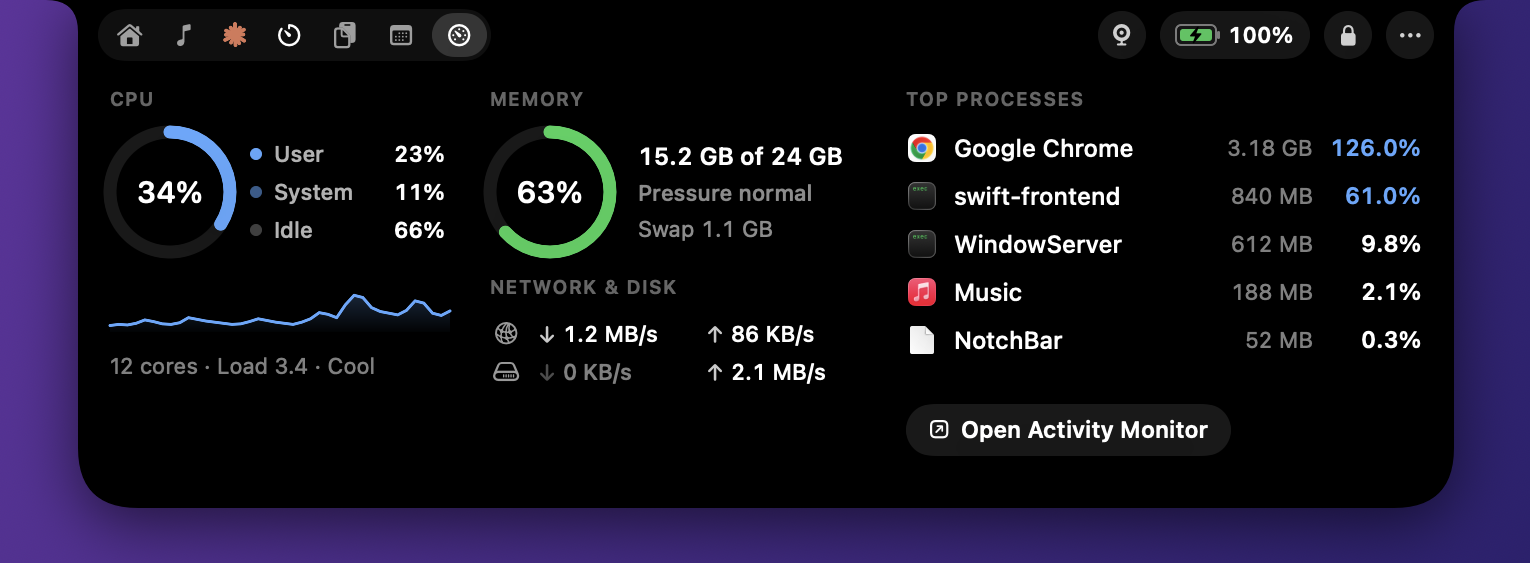 100%
CPU
34%
User 23%
System 11%
Idle 66%
12 cores · Load 3.4 · Cool
MEMORY
63%
15.2 GB of 24 GB
Pressure normal
Swap 1.1 GB
NETWORK & DISK
↓ 1.2 MB/s ↑ 86 KB/s
↓ 0 KB/s ↑ 2.1 MB/s
TOP PROCESSES
Google Chrome 3.18 GB 126.0%
exec swift-frontend 840 MB 61.0%
exec WindowServer 612 MB 9.8%
Music 188 MB 2.1%
NotchBar 52 MB 0.3%
Open Activity Monitor